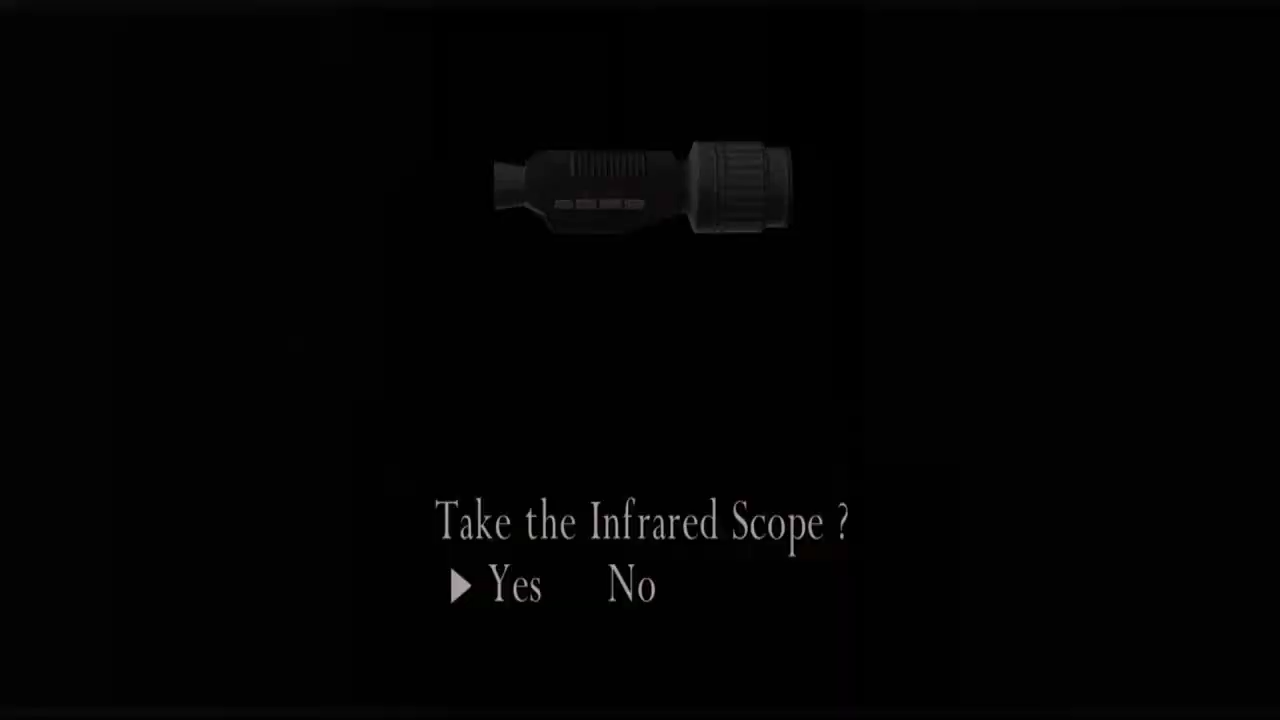 Take the Infrared Scope ?
Yes No